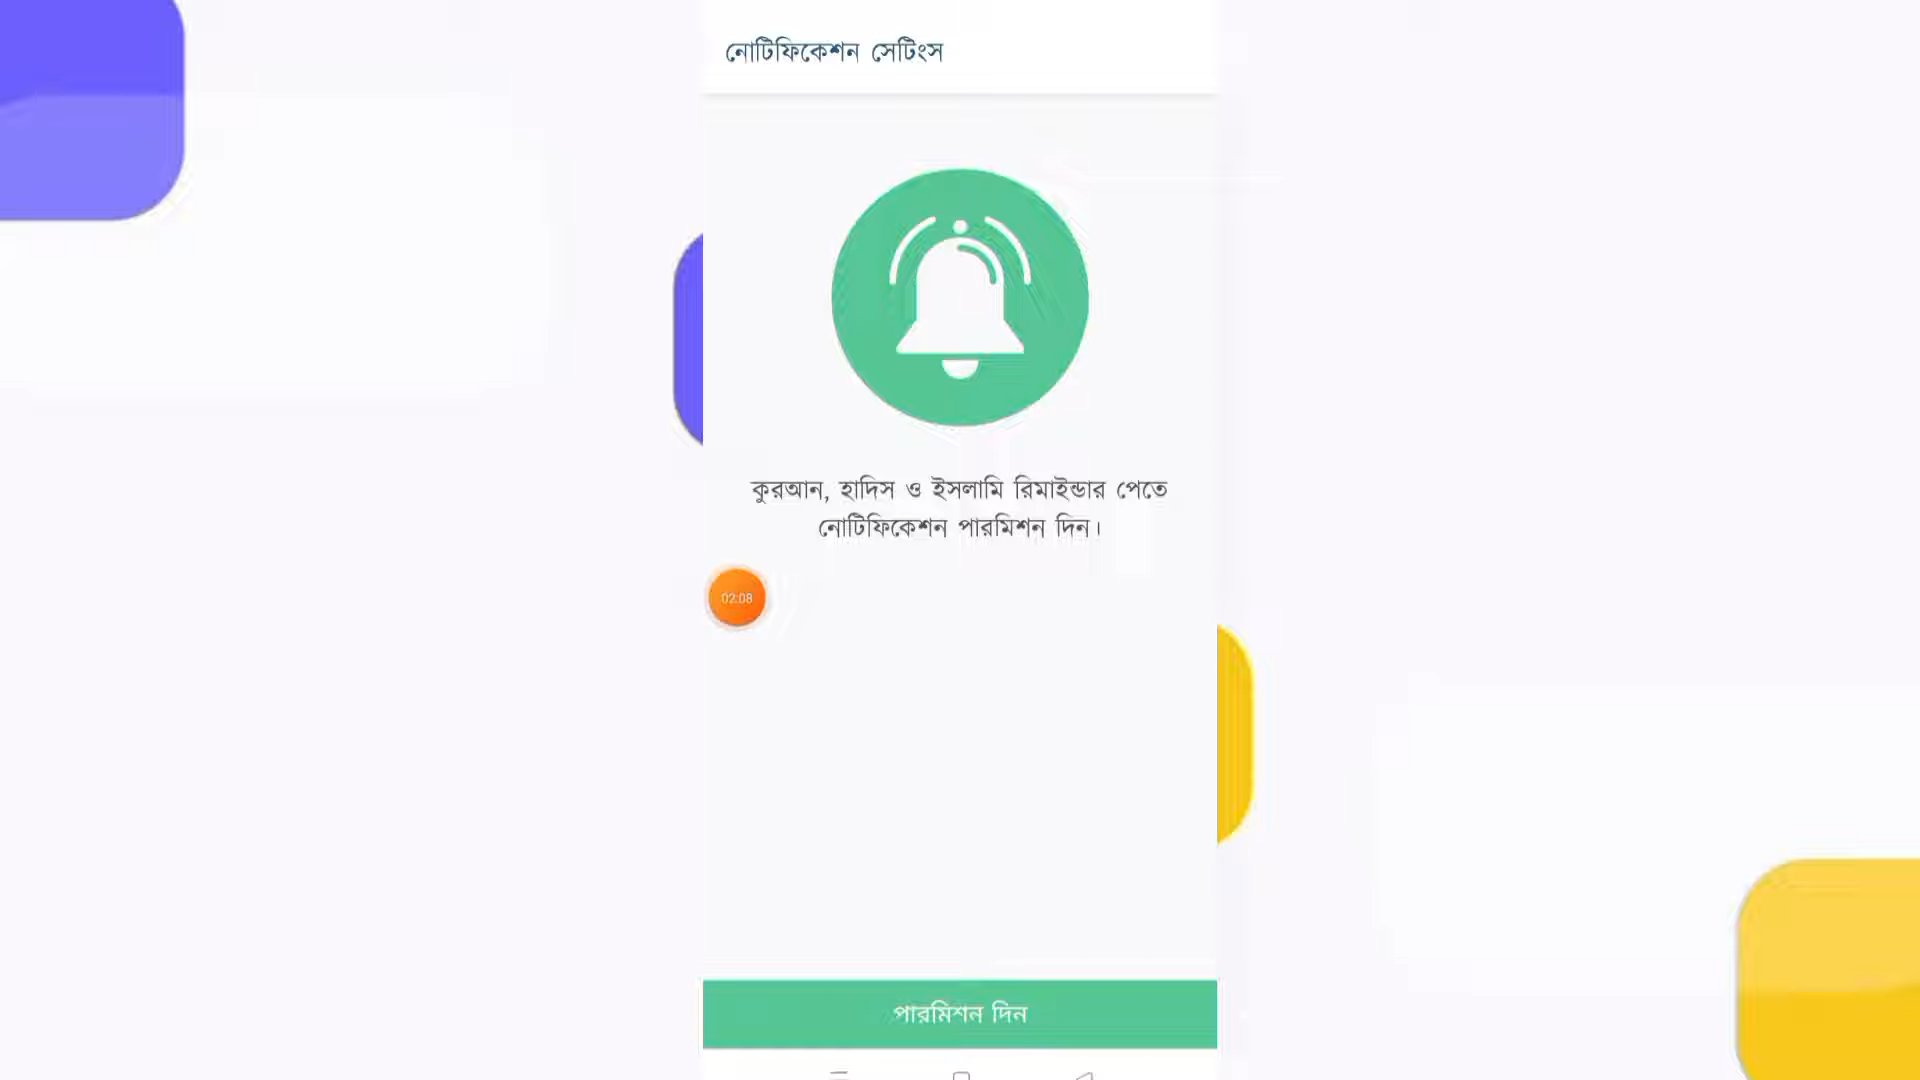 নোটিফিকেশন সেটিংস
কুরআন, হাদিস ও ইসলামি রিমাইন্ডার পেতে
নোটিফিকেশন পারমিশন দিন।
02:08
পারমিশন দিন